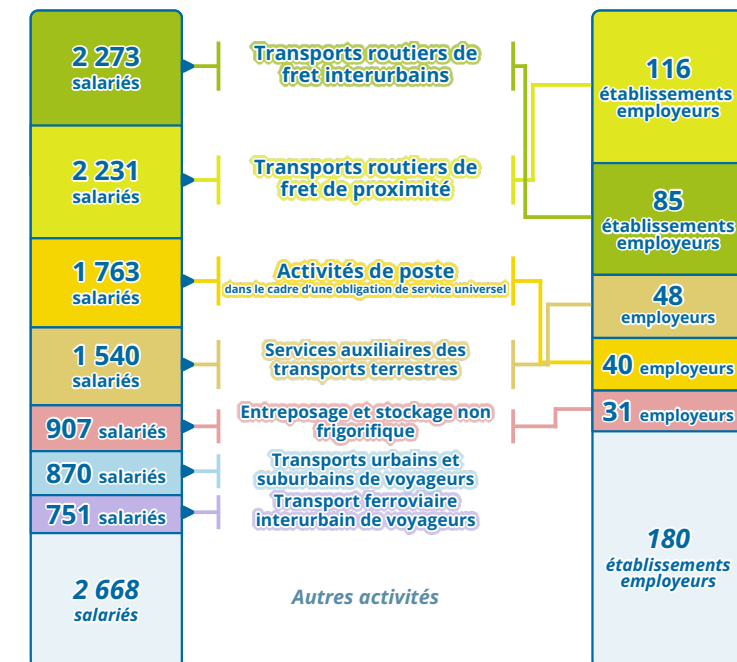 2 273
salariés
Transports routiers de
fret interurbains
116
établissements
employeurs
2 231
salariés
Transports routiers de
fret de proximité
85
établissements
employeurs
1 763
salariés
Activités de poste
dans le cadre d'une obligation de service universel
48
employeurs
1 540
salariés
Services auxiliaires des
transports terrestres
40 employeurs
907 salariés
Entreposage et stockage non
frigorifique
31 employeurs
870 salariés
Transports urbains et
suburbains de voyageurs
751 salariés
Transport ferroviaire
interurbain de voyageurs
2 668
salariés
Autres activités
180
établissements
employeurs